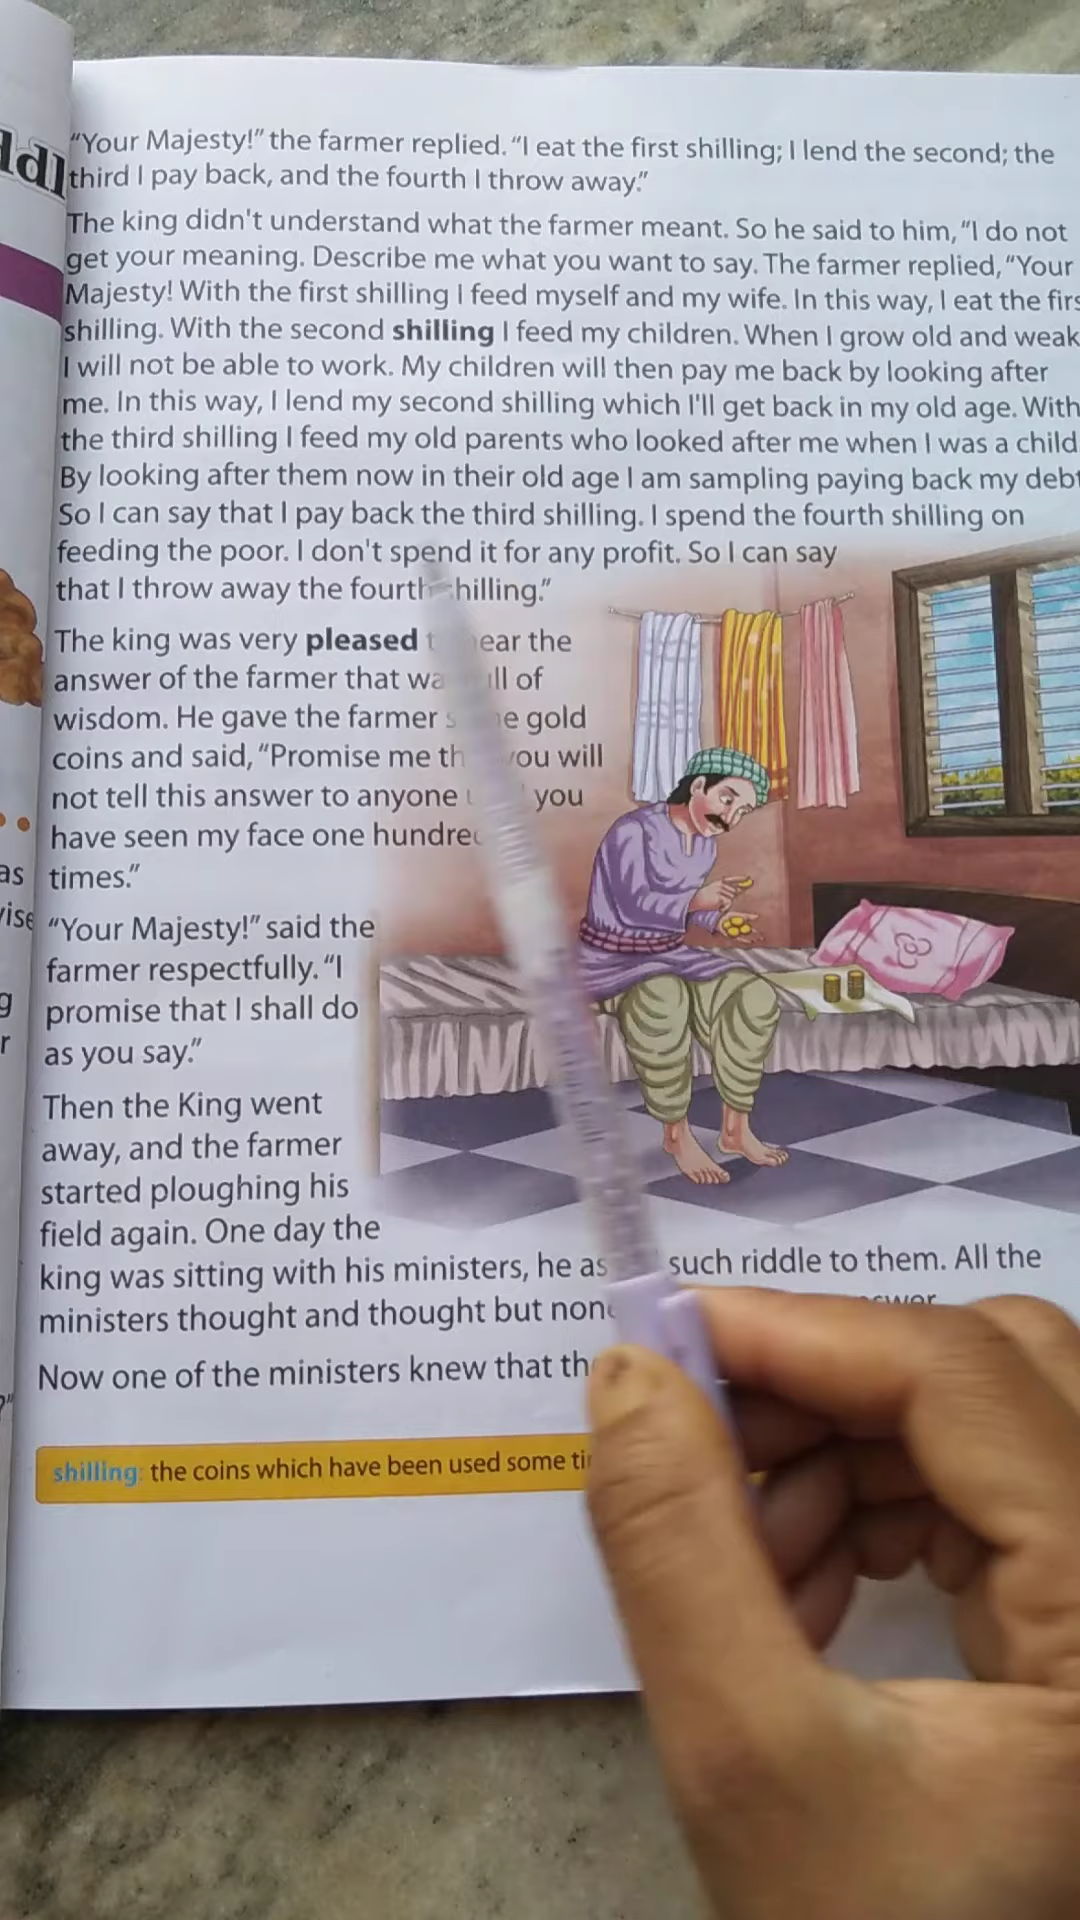 ddl
"Your Majesty!" the farmer replied. "I eat the first shilling; I lend the second; the
third I pay back, and the fourth I throw away."
The king didn't understand what the farmer meant. So he said to him, "I do not
get your meaning. Describe me what you want to say. The farmer replied, "Your
Majesty! With the first shilling I feed myself and my wife. In this way, I eat the firs
shilling. With the second shilling I feed my children. When I grow old and weak
I will not be able to work. My children will then pay me back by looking after
me. In this way, I lend my second shilling which I'll get back in my old age. With
the third shilling I feed my old parents who looked after me when I was a child
By looking after them now in their old age I am sampling paying back my debt
So I can say that I pay back the third shilling. I spend the fourth shilling on
feeding the poor. I don't spend it for any profit. So I can say
that I throw away the fourth hilling."
The king was very pleased t ear the
answer of the farmer that wa ll of
wisdom. He gave the farmer s e gold
coins and said, "Promise me th you will
not tell this answer to anyone you
have seen my face one hundred
times."
"Your Majesty!" said the
farmer respectfully. "I
promise that I shall do
as you say."
Then the King went
away, and the farmer
started ploughing his
field again. One day the
king was sitting with his ministers, he as such riddle to them. All the
ministers thought and thought but none swer
Now one of the ministers knew that th
shilling: the coins which have been used some ti
as
vise
g
r